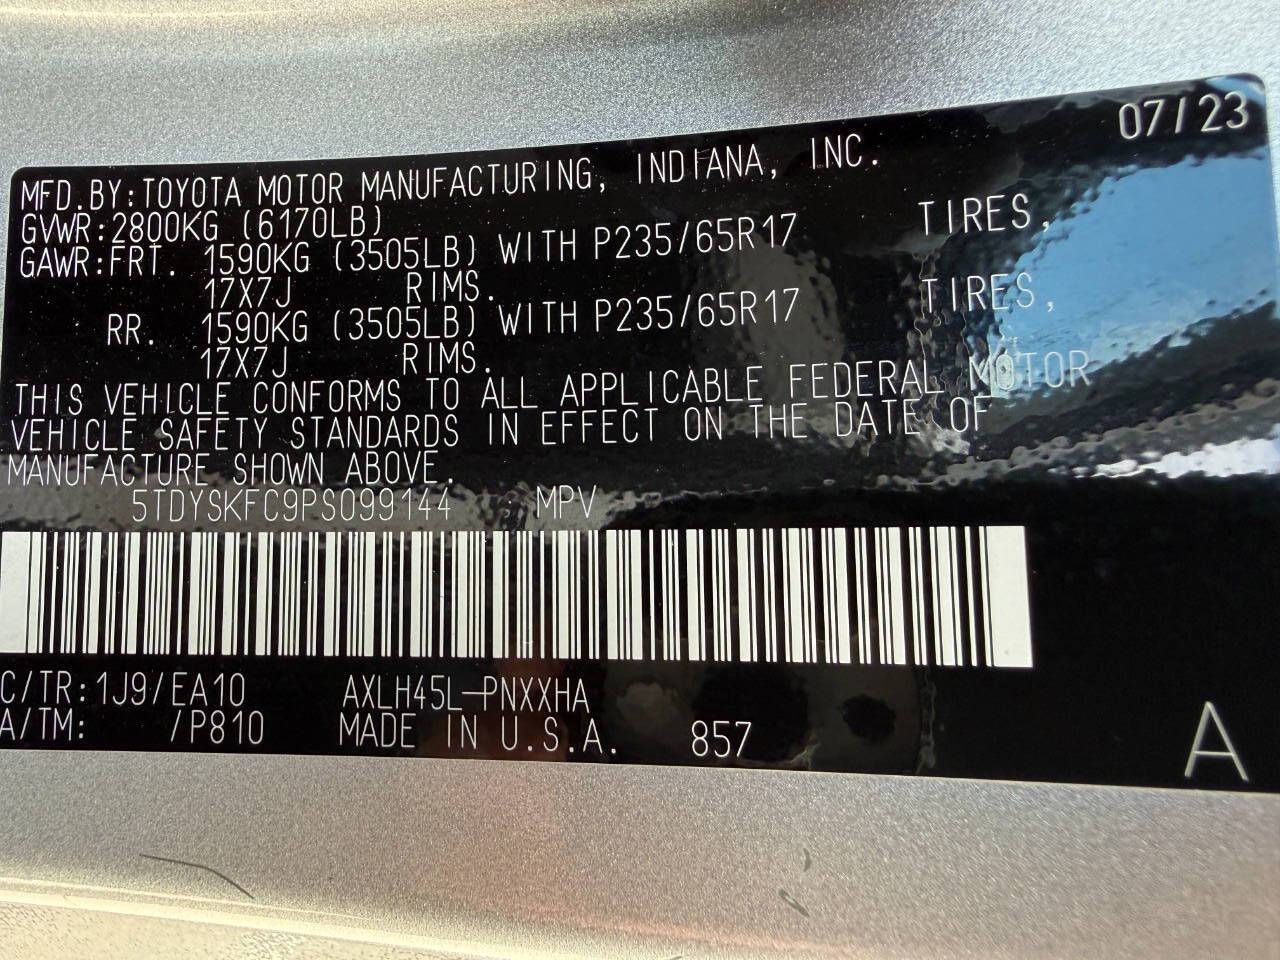 07/23
MFD.BY:TOYOTA MOTOR MANUFACTURING, INDIANA, INC.
GVWR:2800KG (6170LB)
GAWR:FRT. 1590KG (3505LB) WITH P235/65R17 TIRES,
17X7J RIMS.
RR. 1590KG (3505LB) WITH P235/65R17 TIRES,
17X7J RIMS.
THIS VEHICLE CONFORMS TO ALL APPLICABLE FEDERAL MOTOR
VEHICLE SAFETY STANDARDS IN EFFECT ON THE DATE OF
MANUFACTURE SHOWN ABOVE.
5TDYSKFC9PS099144 : MPV
C/TR:1J9/EA10 AXLH45L-PNXXHA
A/TM: /P810 MADE IN U.S.A. 857
A